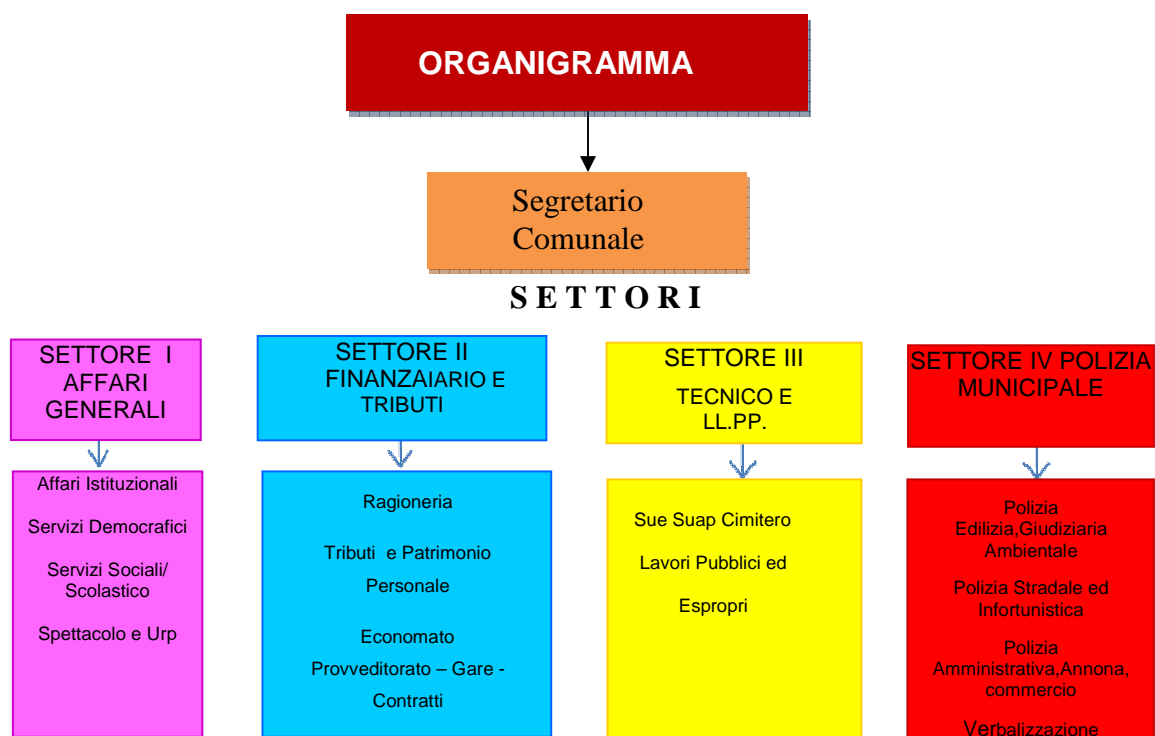 ORGANIGRAMMA
Segretario
Comunale
S E T T O R I
SETTORE I
AFFARI
GENERALI
SETTORE II
FINANZAIARIO E
TRIBUTI
SETTORE III
TECNICO E
LL.PP.
SETTORE IV POLIZIA
MUNICIPALE
Affari Istituzionali
Servizi Democrafici
Servizi Sociali/
Scolastico
Spettacolo e Urp
Ragioneria
Tributi e Patrimonio
Personale
Economato
Provveditorato – Gare -
Contratti
Sue Suap Cimitero
Lavori Pubblici ed
Espropri
Polizia
Edilizia,Giudiziaria
Ambientale
Polizia Stradale ed
Infortunistica
Polizia
Amministrativa,Annona,
commercio
Verbalizzazione